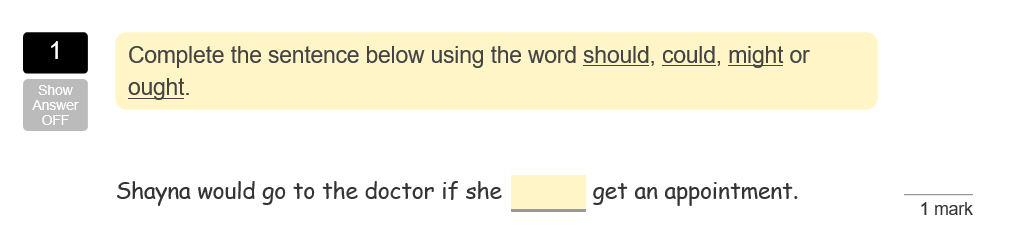 1
Show
Answer
OFF
Complete the sentence below using the word should, could, might or
ought.
Shayna would go to the doctor if she get an appointment.
1 mark